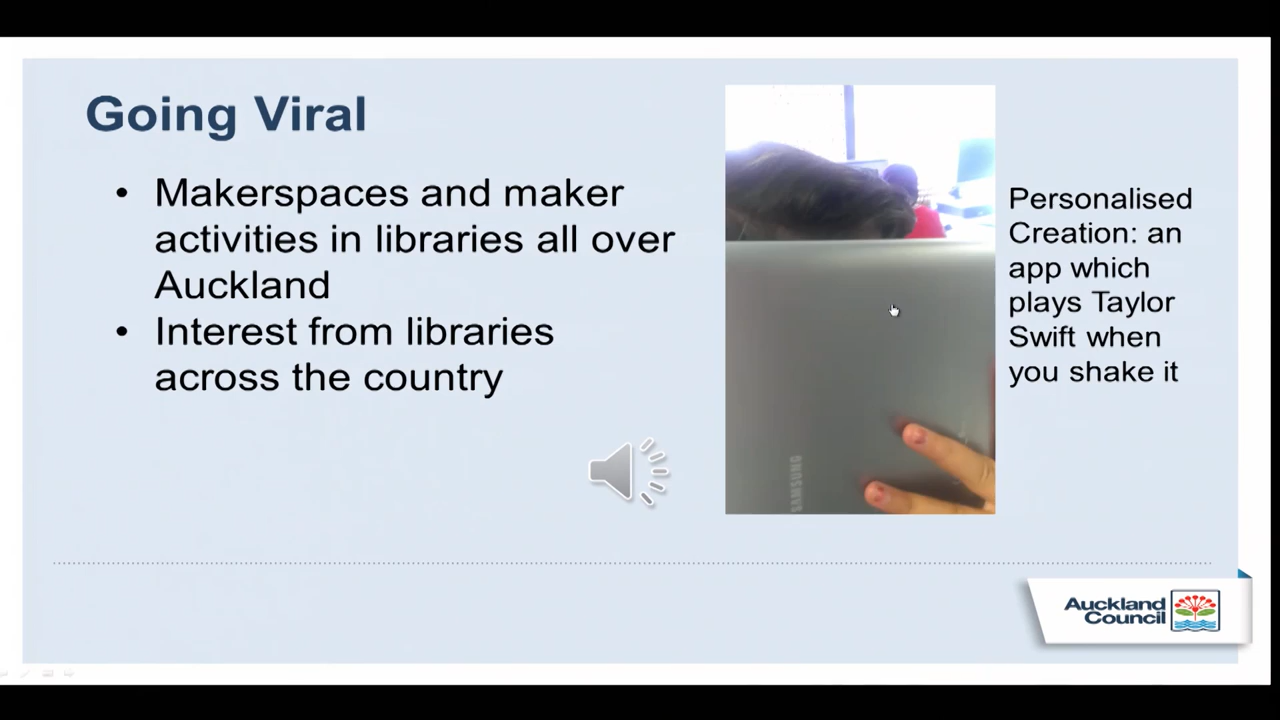 Going Viral
• Makerspaces and maker
activities in libraries all over
Auckland
• Interest from libraries
across the country
SAMSUNG
Personalised
Creation: an
app which
plays Taylor
Swift when
you shake it
Auckland
Council